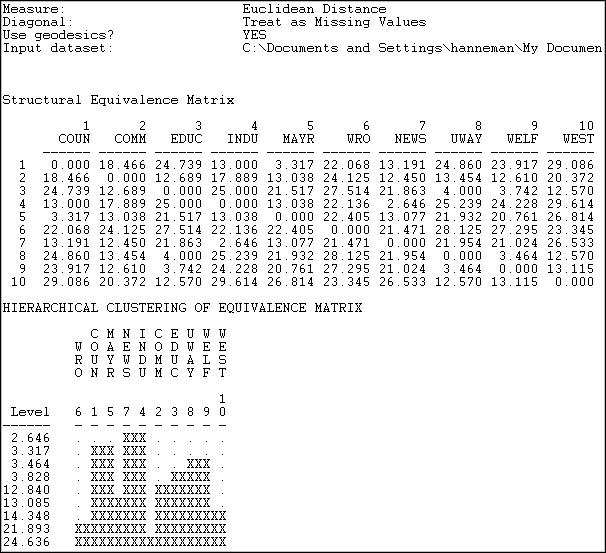 Measure:                      Euclidean Distance
Diagonal:                     Treat as Missing Values
Use geodesics?                YES
Input dataset:                C:\Documents and Settings\hanneman\My Documen
Structural Equivalence Matrix
1 2 3 4 5 6 7 8 9 10
COUN COMM EDUC INDU MAYR WRO NEWS UWAY WELF WEST
------ ------ ------ ------ ------ ------ ------ ------ ------ ------
1 0.000 18.466 24.739 13.000 3.317 22.068 13.191 24.860 23.917 29.086
2 18.466 0.000 12.689 17.889 13.038 24.125 12.450 13.454 12.610 20.372
3 24.739 12.689 0.000 25.000 21.517 27.514 21.863 4.000 3.742 12.570
4 13.000 17.889 25.000 0.000 13.038 22.136 2.646 25.239 24.228 29.614
5 3.317 13.038 21.517 13.038 0.000 22.405 13.077 21.932 20.761 26.814
6 22.068 24.125 27.514 22.136 22.405 0.000 21.471 28.125 27.295 23.345
7 13.191 12.450 21.863 2.646 13.077 21.471 0.000 21.954 21.024 26.533
8 24.860 13.454 4.000 25.239 21.932 28.125 21.954 0.000 3.464 12.570
9 23.917 12.610 3.742 24.228 20.761 27.295 21.024 3.464 0.000 13.115
10 29.086 20.372 12.570 29.614 26.814 23.345 26.533 12.570 13.115 0.000
HIERARCHICAL CLUSTERING OF EQUIVALENCE MATRIX
C M N I C E U W W
W O A E N O D W E E
R U Y W D M U A L S
O N R S U M C Y F T
1
Level 6 1 5 7 4 2 3 8 9 0
------ - - - - - - - - - -
2.646 . . . XXX . . . . .
3.317 . XXX XXX . . . . .
3.464 . XXX XXX . . XXX .
3.828 . XXX XXX . XXXXX .
12.840 . XXX XXX XXXXXXX .
13.085 . XXXXXXX XXXXXXX .
14.348 . XXXXXXX XXXXXXXXX
21.893 XXXXXXXXX XXXXXXXXX
24.636 XXXXXXXXXXXXXXXXXXX